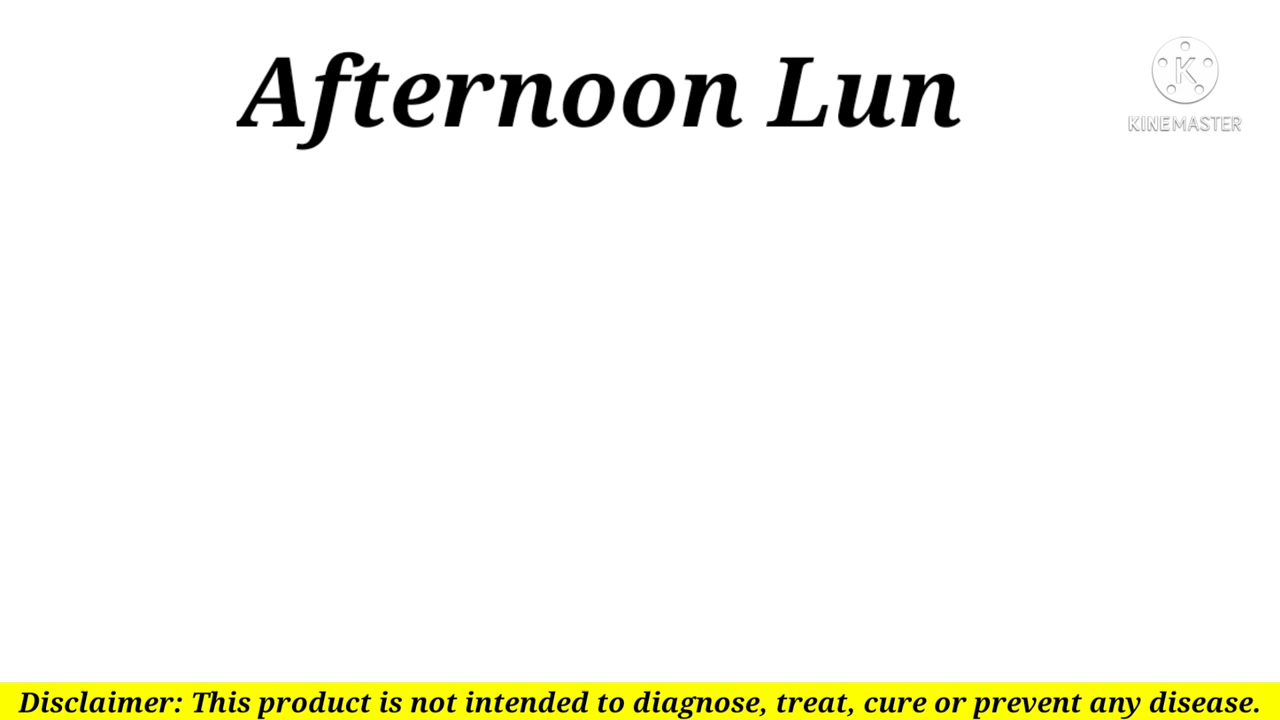 Afternoon Lun
K
KINEMASTER
Disclaimer: This product is not intended to diagnose, treat, cure or prevent any disease.